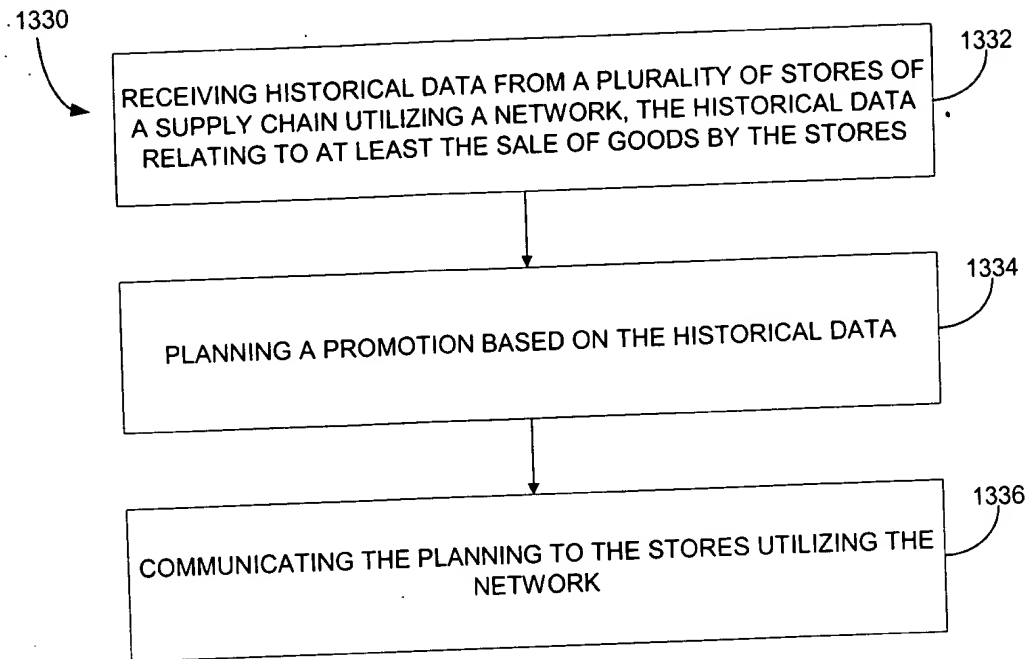 1330
1332
RECEIVING HISTORICAL DATA FROM A PLURALITY OF STORES OF
A SUPPLY CHAIN UTILIZING A NETWORK, THE HISTORICAL DATA
RELATING TO AT LEAST THE SALE OF GOODS BY THE STORES
1334
PLANNING A PROMOTION BASED ON THE HISTORICAL DATA
1336
COMMUNICATING THE PLANNING TO THE STORES UTILIZING THE
NETWORK